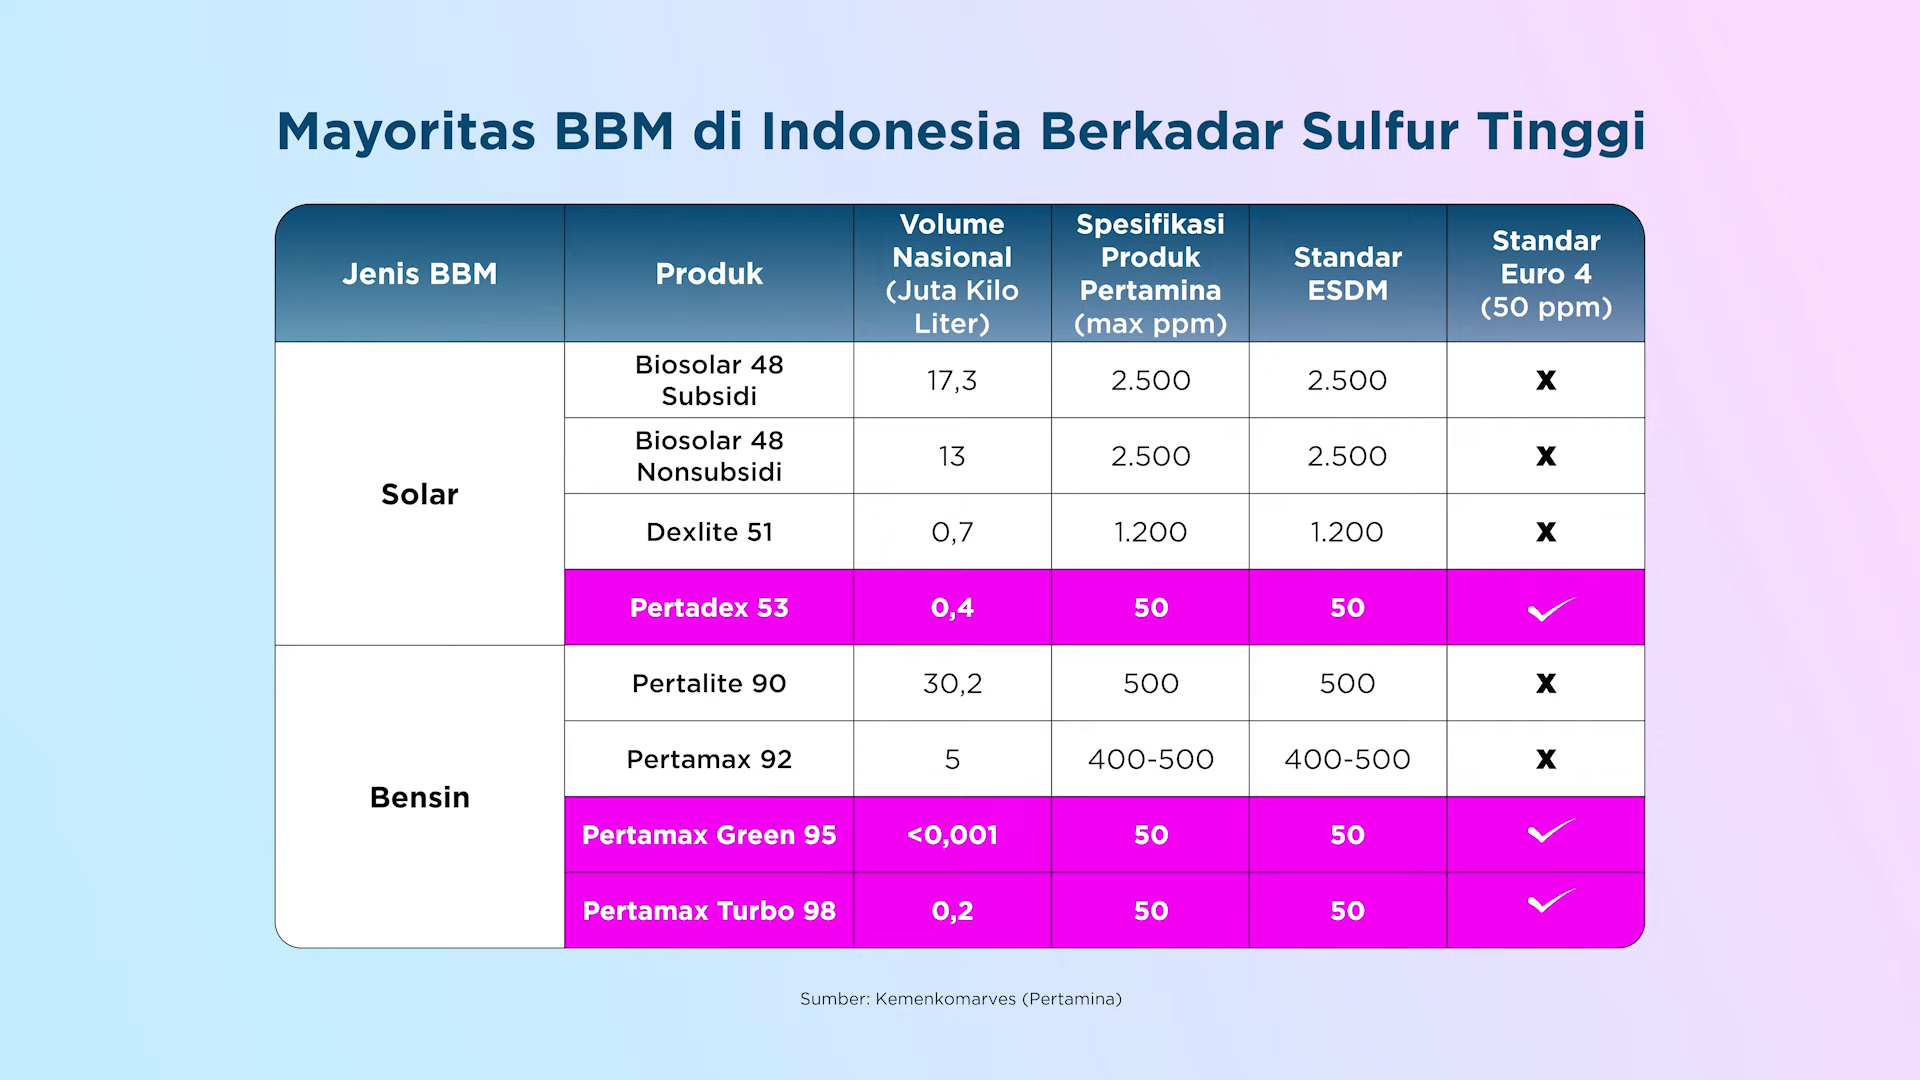 Mayoritas BBM di Indonesia Berkadar Sulfur Tinggi
Jenis BBM
Produk
Volume
Nasional
(Juta Kilo
Liter)
Spesifikasi
Produk
Pertamina
(max ppm)
Standar
ESDM
Standar
Euro 4
(50 ppm)
Solar
Biosolar 48
Subsidi
17,3
2.500
2.500
X
Biosolar 48
Nonsubsidi
13
2.500
2.500
X
Dexlite 51
0,7
1.200
1.200
X
Pertadex 53
0,4
50
50
✓
Bensin
Pertalite 90
30,2
500
500
X
Pertamax 92
5
400-500
400-500
X
Pertamax Green 95
<0,001
50
50
✓
Pertamax Turbo 98
0,2
50
50
✓
Sumber: Kemenkomarves (Pertamina)